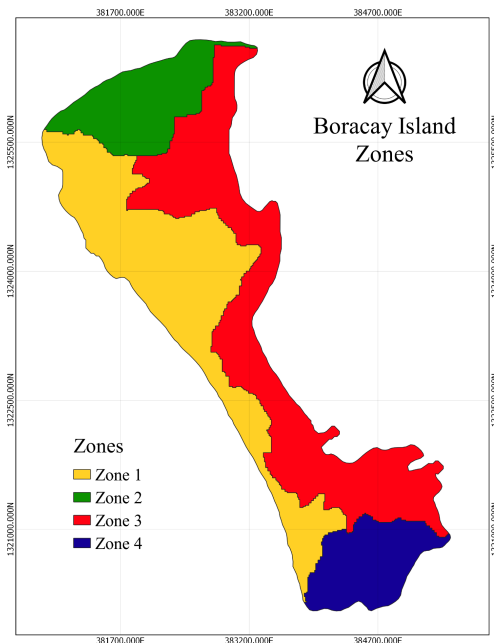 381700.000E 383200.000E 384700.000E
Boracay Island
Zones
1325500.000N
1324000.000N
1322500.000N
1321000.000N
Zones
Zone 1
Zone 2
Zone 3
Zone 4
381700.000E 383200.000E 384700.000E